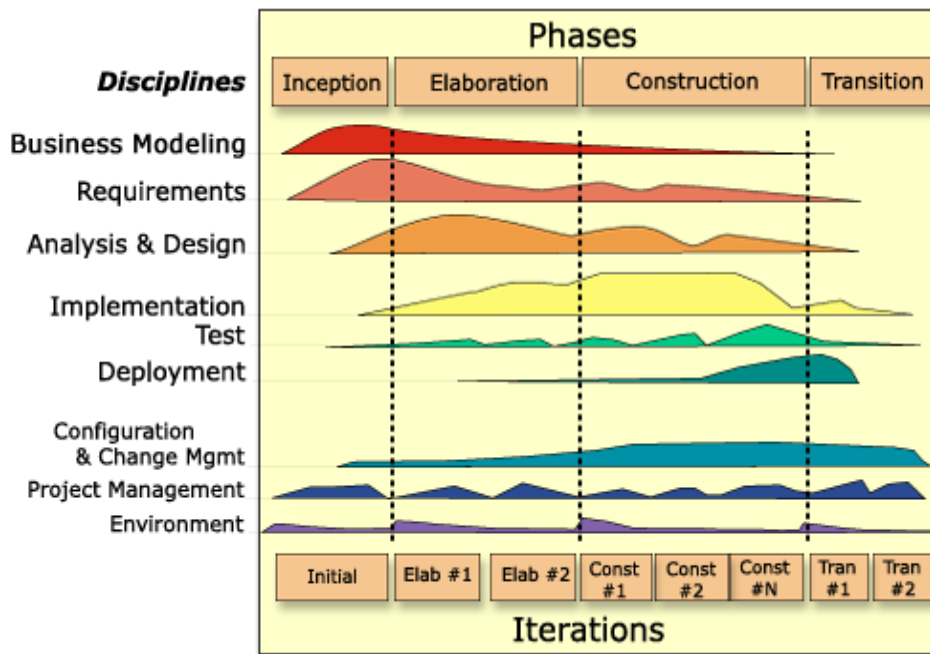 Phases
Disciplines
Inception
Elaboration
Construction
Transition
Business Modeling
Requirements
Analysis & Design
Implementation
Test
Deployment
Configuration
& Change Mgmt
Project Management
Environment
Initial
Elab #1
Elab #2
Const
#1
Const
#2
Const
#N
Tran
#1
Tran
#2
Iterations